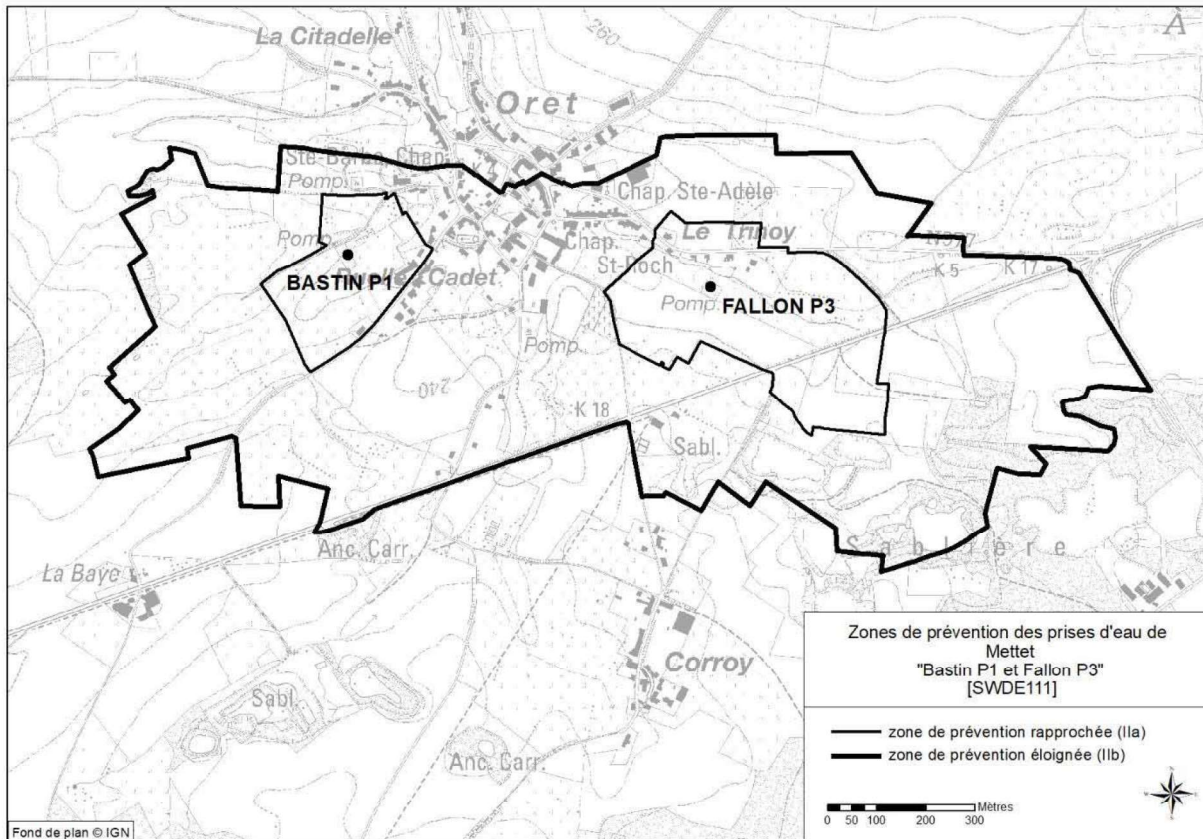 La Citadelle
260
A
Oret
Ste-Barbe Chap.
Pomp.
Chap. Ste-Adèle
Le Trinoy
Chap.
St-Roch
Pomp.
BASTIN P1
Cadet
K 5
K 17
Pomp.
FALLON P3
Pomp.
240
K 18
Sabl.
Anc. Carr.
Sablière
La Baye
Corroy
Sabl.
Anc. Carr.
Zones de prévention des prises d'eau de
Mettet
"Bastin P1 et Fallon P3"
[SWDE111]
zone de prévention rapprochée (IIa)
zone de prévention éloignée (IIb)
Mètres
0 50 100 200 300
Fond de plan © IGN